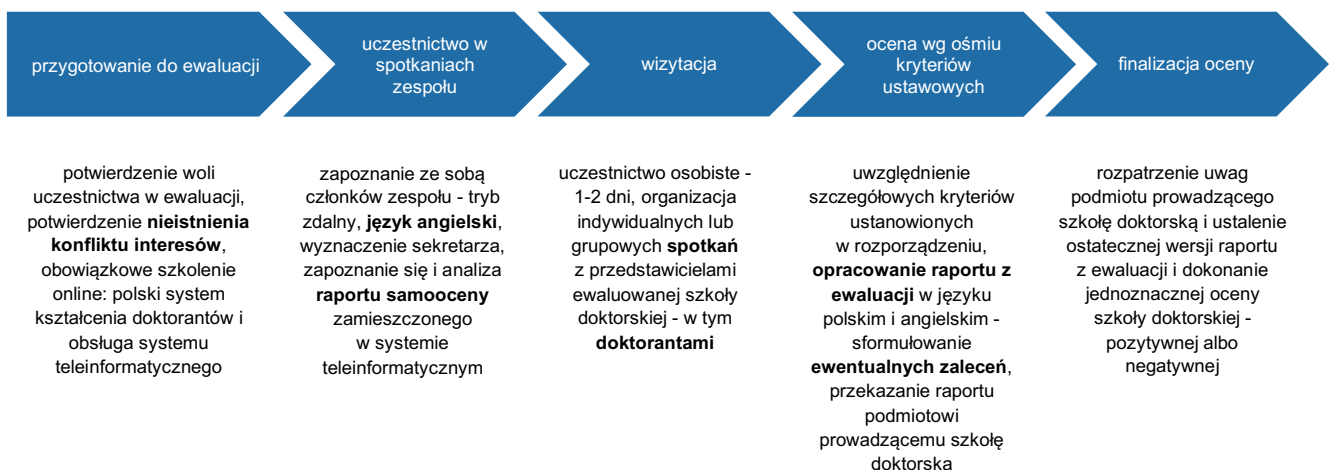 przygotowanie do ewaluacji
uczestnictwo w
spotkaniach
zespołu
wizytacja
ocena wg ośmiu
kryteriów
ustawowych
finalizacja oceny
potwierdzenie woli
uczestnictwa w ewaluacji,
potwierdzenie nieistnienia
konfliktu interesów,
obowiązkowe szkolenie
online: polski system
kształcenia doktorantów i
obsługa systemu
teleinformatycznego
zapoznanie ze sobą
członków zespołu - tryb
zdalny, język angielski,
wyznaczenie sekretarza,
zapoznanie się i analiza
raportu samooceny
zamieszczonego
w systemie
teleinformatycznym
uczestnictwo osobiste -
1-2 dni, organizacja
indywidualnych lub
grupowych spotkań
z przedstawicielami
ewaluowanej szkoły
doktorskiej - w tym
doktorantami
uwzględnienie
szczegółowych kryteriów
ustanowionych
w rozporządzeniu,
opracowanie raportu z
ewaluacji w języku
polskim i angielskim -
sformułowanie
ewentualnych zaleceń,
przekazanie raportu
podmiotowi
prowadzącemu szkołę
doktorska
rozpatrzenie uwag
podmiotu prowadzącego
szkołę doktorską i ustalenie
ostatecznej wersji raportu
z ewaluacji i dokonanie
jednoznacznej oceny
szkoły doktorskiej -
pozytywnej albo
negatywnej